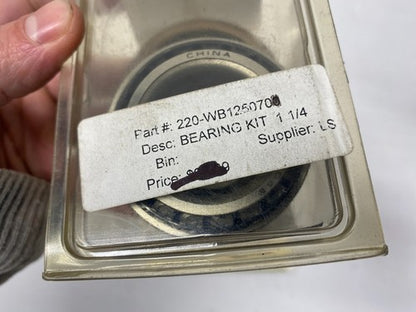 CHINA
Part #: 220-WB1250700
Desc: BEARING KIT 1 1/4
Bin: Supplier: LS
Price: